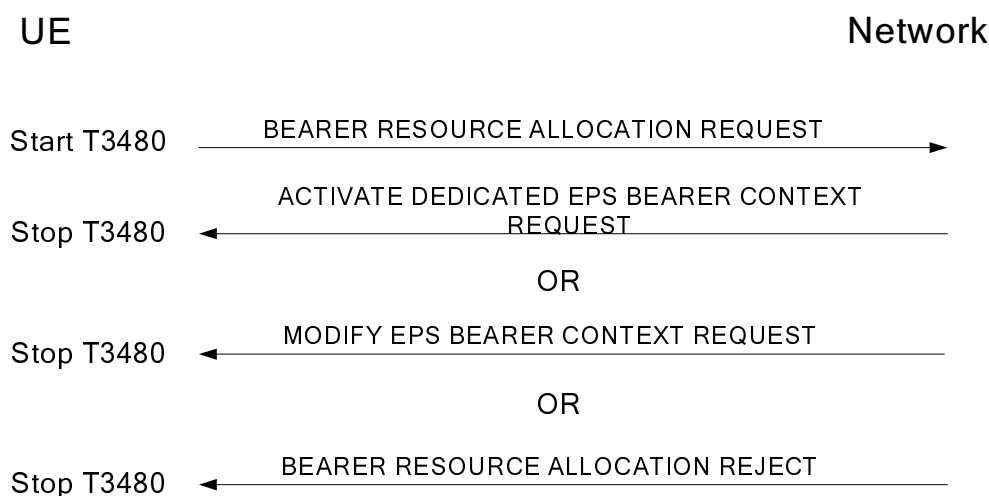 UE
Network
Start T3480
BEARER RESOURCE ALLOCATION REQUEST
ACTIVATE DEDICATED EPS BEARER CONTEXT
REQUEST
Stop T3480
OR
MODIFY EPS BEARER CONTEXT REQUEST
Stop T3480
OR
BEARER RESOURCE ALLOCATION REJECT
Stop T3480